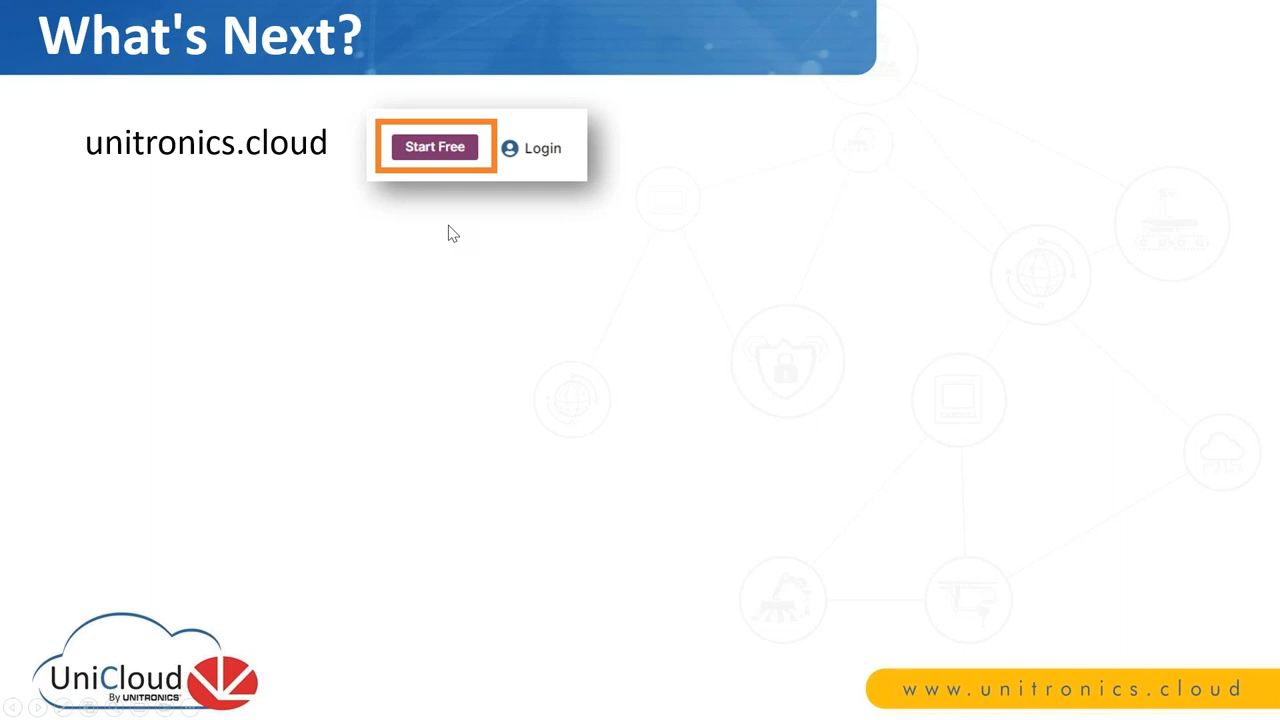 What's Next?
unitronics.cloud
Start Free
Login
UniCloud
By UNITRONICS
www.unitronics.cloud